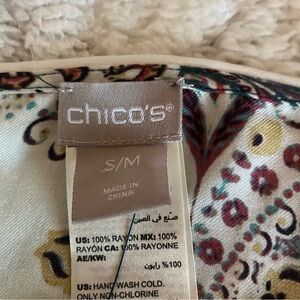 chico's®
S/M
MADE IN
CHINA
صنع في الصين
US: 100% RAYON MX: 100%
RAYÓN CA: 100% RAYONNE
AE/KW:
100% رايون
US: HAND WASH COLD.
ONLY NON-CHLORINE